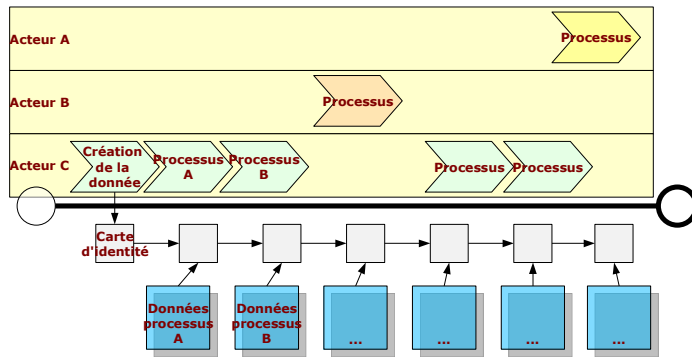 Acteur A
Processus
Acteur B
Processus
Acteur C
Création
de la
donnée
Processus
A
Processus
B
Processus
Processus
Carte
d'identité
Données
processus
A
Données
processus
B
...
...
...
...